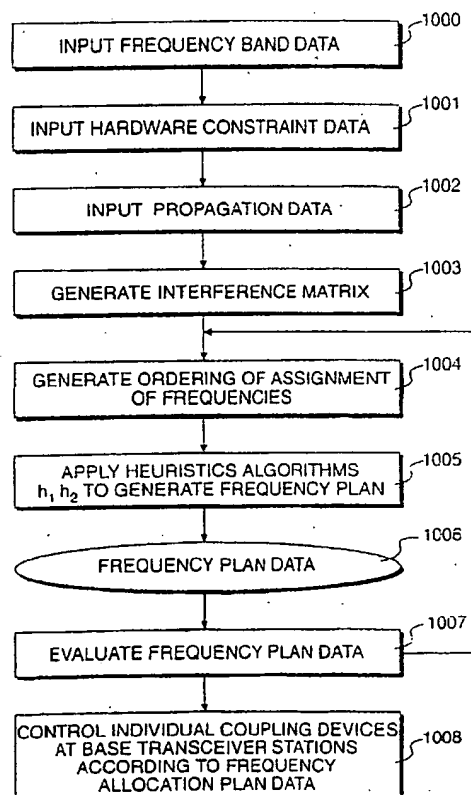 1000
INPUT FREQUENCY BAND DATA
1001
INPUT HARDWARE CONSTRAINT DATA
1002
INPUT PROPAGATION DATA
1003
GENERATE INTERFERENCE MATRIX
1004
GENERATE ORDERING OF ASSIGNMENT
OF FREQUENCIES
1005
APPLY HEURISTICS ALGORITHMS
h₁ h₂ TO GENERATE FREQUENCY PLAN
1006
FREQUENCY PLAN DATA
1007
EVALUATE FREQUENCY PLAN DATA
CONTROL INDIVIDUAL COUPLING DEVICES
AT BASE TRANSCEIVER STATIONS
ACCORDING TO FREQUENCY
ALLOCATION PLAN DATA
1008